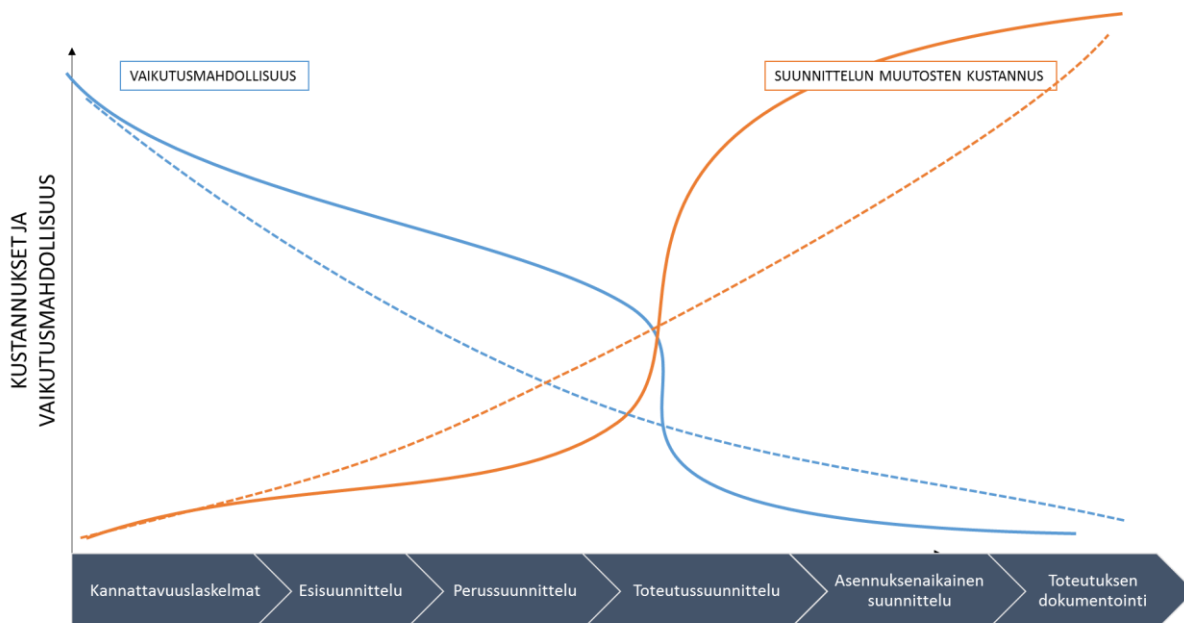 VAIKUTUSMAHDOLLISUUS
SUUNNITTELUN MUUTOSTEN KUSTANNUS
KUSTANNUKSET JA
VAIKUTUSMAHDOLLISUUS
Kannattavuuslaskelmat
Esisuunnittelu
Perussuunnittelu
Toteutussuunnittelu
Asennuksenaikainen
suunnittelu
Toteutuksen
dokumentointi